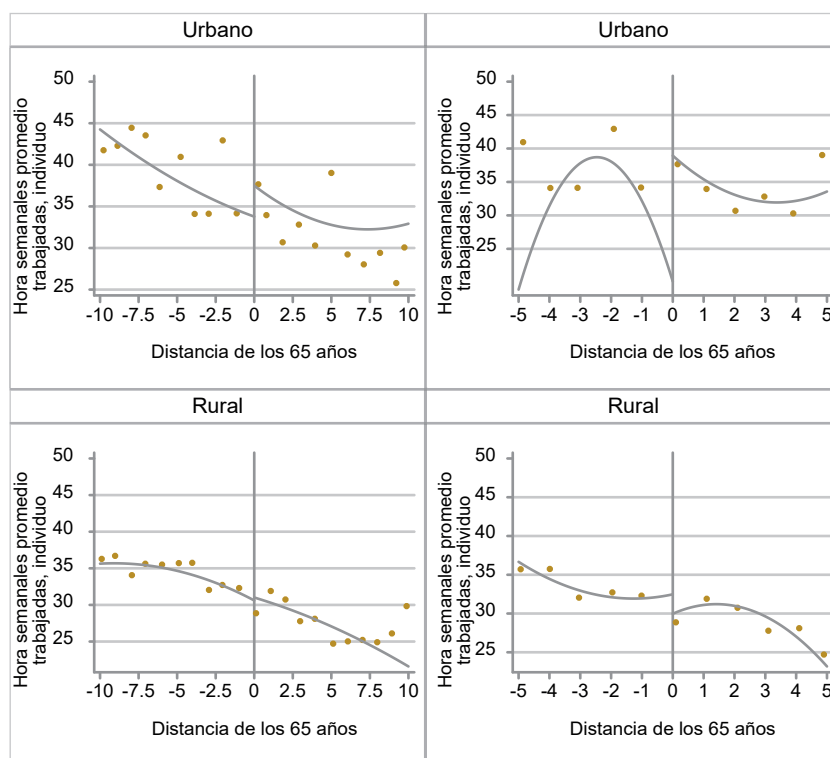 Urbano
Hora semanales promedio
trabajadas, individuo
50
45
40
35
30
25
-10 -7.5 -5 -2.5 0 2.5 5 7.5 10
Distancia de los 65 años
Urbano
Hora semanales promedio
trabajadas, individuo
50
45
40
35
30
25
-5 -4 -3 -2 -1 0 1 2 3 4 5
Distancia de los 65 años
Rural
Hora semanales promedio
trabajadas, individuo
50
45
40
35
30
25
-10 -7.5 -5 -2.5 0 2.5 5 7.5 10
Distancia de los 65 años
Rural
Hora semanales promedio
trabajadas, individuo
50
45
40
35
30
25
-5 -4 -3 -2 -1 0 1 2 3 4 5
Distancia de los 65 años